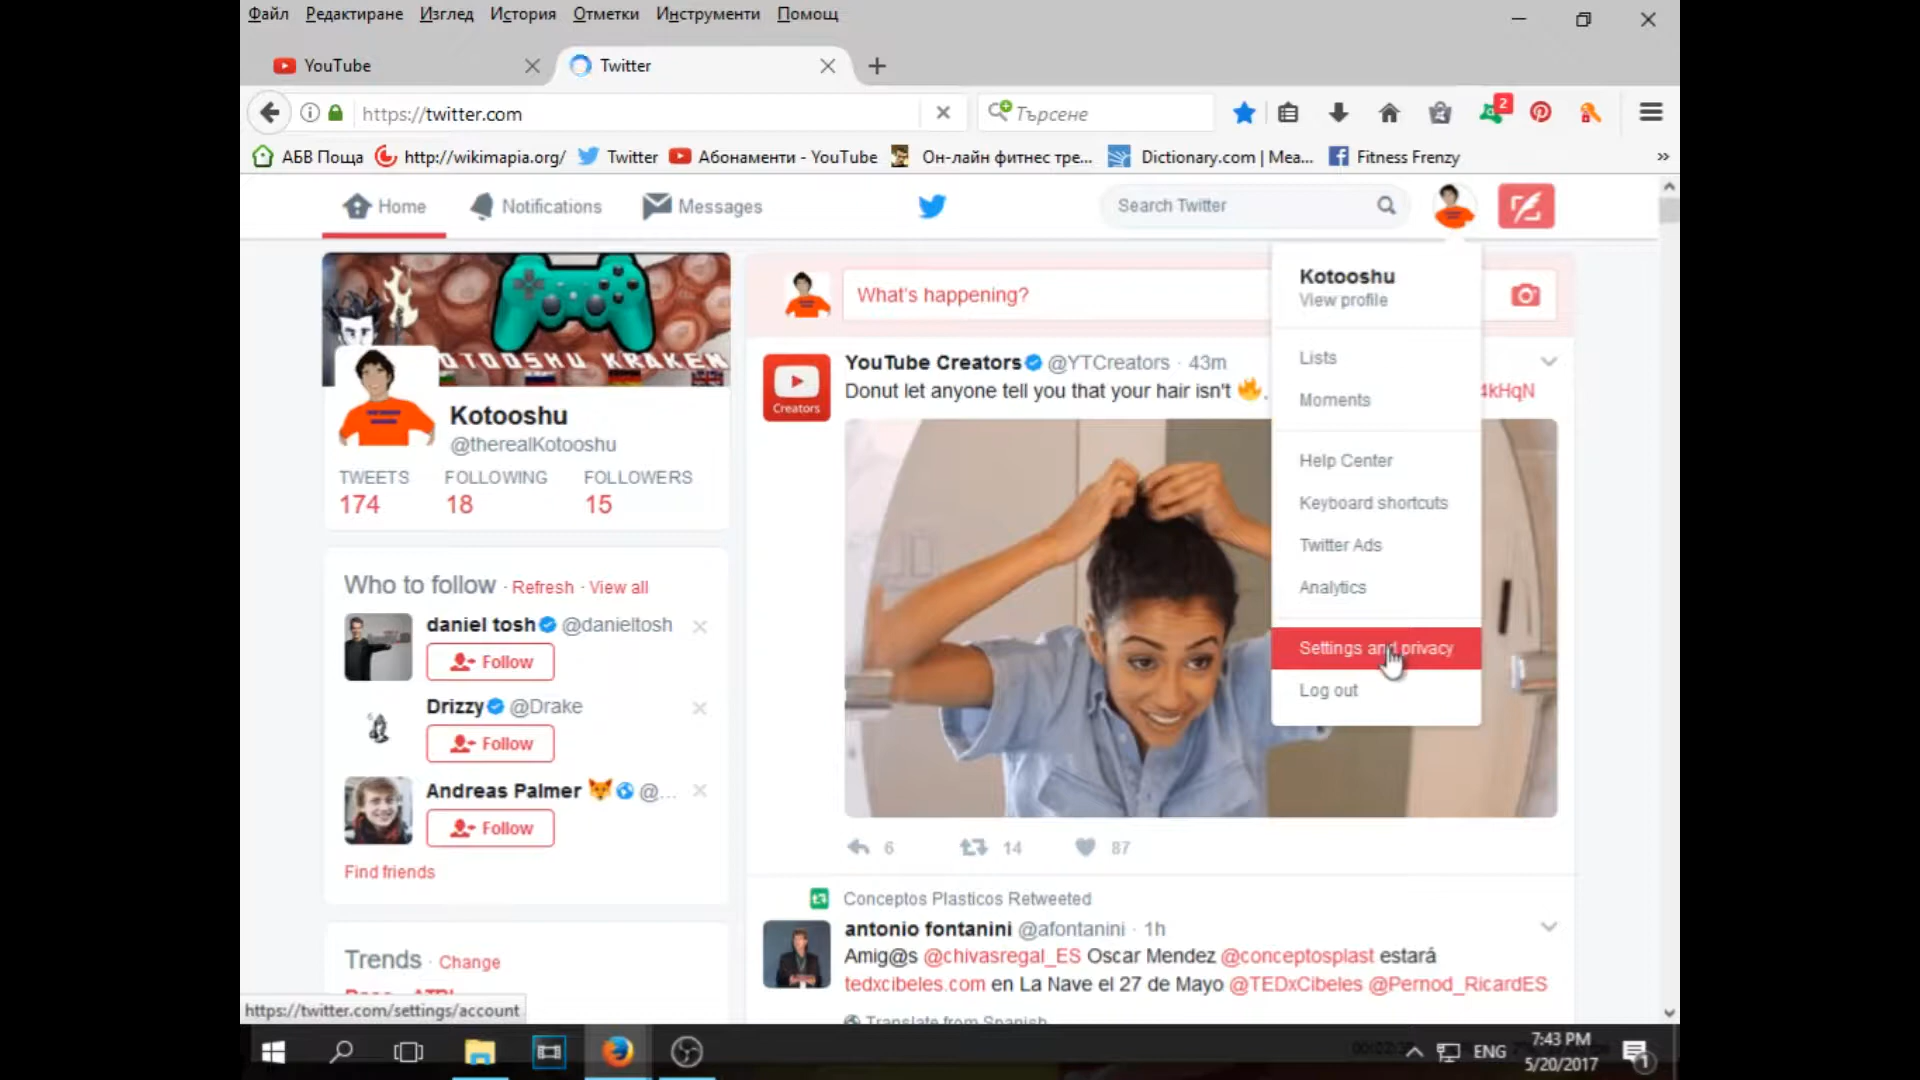 Файл Редактиране Изглед История Отметки Инструменти Помощ
YouTube
Twitter
https://twitter.com
Търсене
2
АБВ Поща
http://wikimapia.org/
Twitter
Абонаменти - YouTube
Он-лайн фитнес тре...
Dictionary.com | Mea...
Fitness Frenzy
Home
Notifications
Messages
Search Twitter
KOTOOSHU KRAKEN
Kotooshu
@therealKotooshu
TWEETS FOLLOWING FOLLOWERS
174 18 15
Who to follow · Refresh · View all
daniel tosh @danieltosh
Follow
Drizzy @Drake
Follow
Andreas Palmer @...
Follow
Find friends
Trends · Change
https://twitter.com/settings/account
What's happening?
Creators
YouTube Creators @YTCreators · 43m
Donut let anyone tell you that your hair isn't 🔥.
4kHqN
6 14 87
Conceptos Plasticos Retweeted
antonio fontanini @afontanini · 1h
Amig@s @chivasregal_ES Oscar Mendez @conceptosplast estará
tedxcibeles.com en La Nave el 27 de Mayo @TEDxCibeles @Pernod_RicardES
Translate from Spanish
Kotooshu
View profile
Lists
Moments
Help Center
Keyboard shortcuts
Twitter Ads
Analytics
Settings and privacy
Log out
ENG
7:43 PM
5/20/2017
1